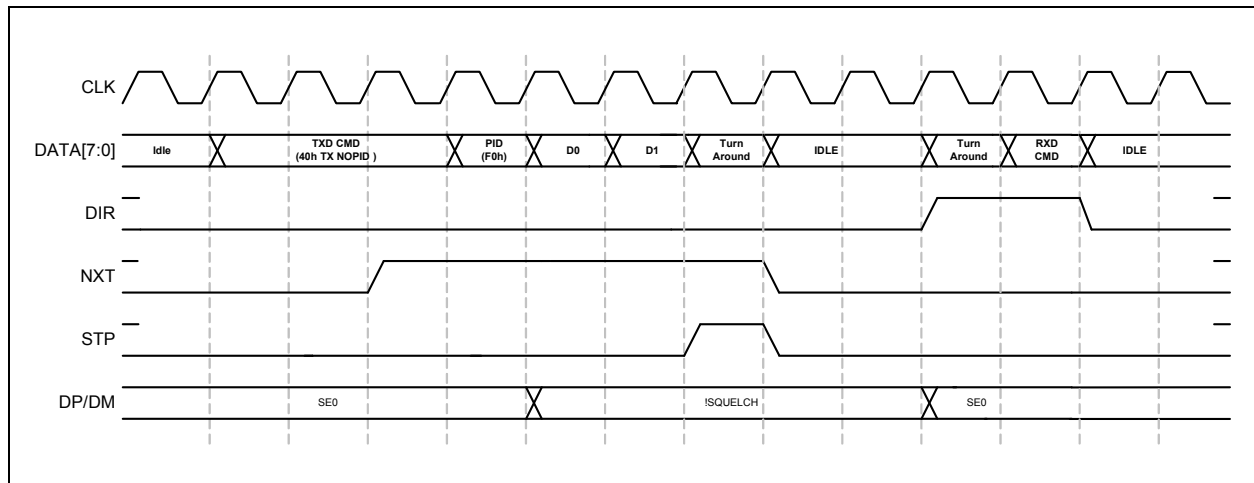 CLK
DATA[7:0]
Idle
TXD CMD
(40h TX NOPID )
PID
(F0h)
D0
D1
Turn
Around
IDLE
Turn
Around
RXD
CMD
IDLE
DIR
NXT
STP
DP/DM
SE0
!SQUELCH
SE0